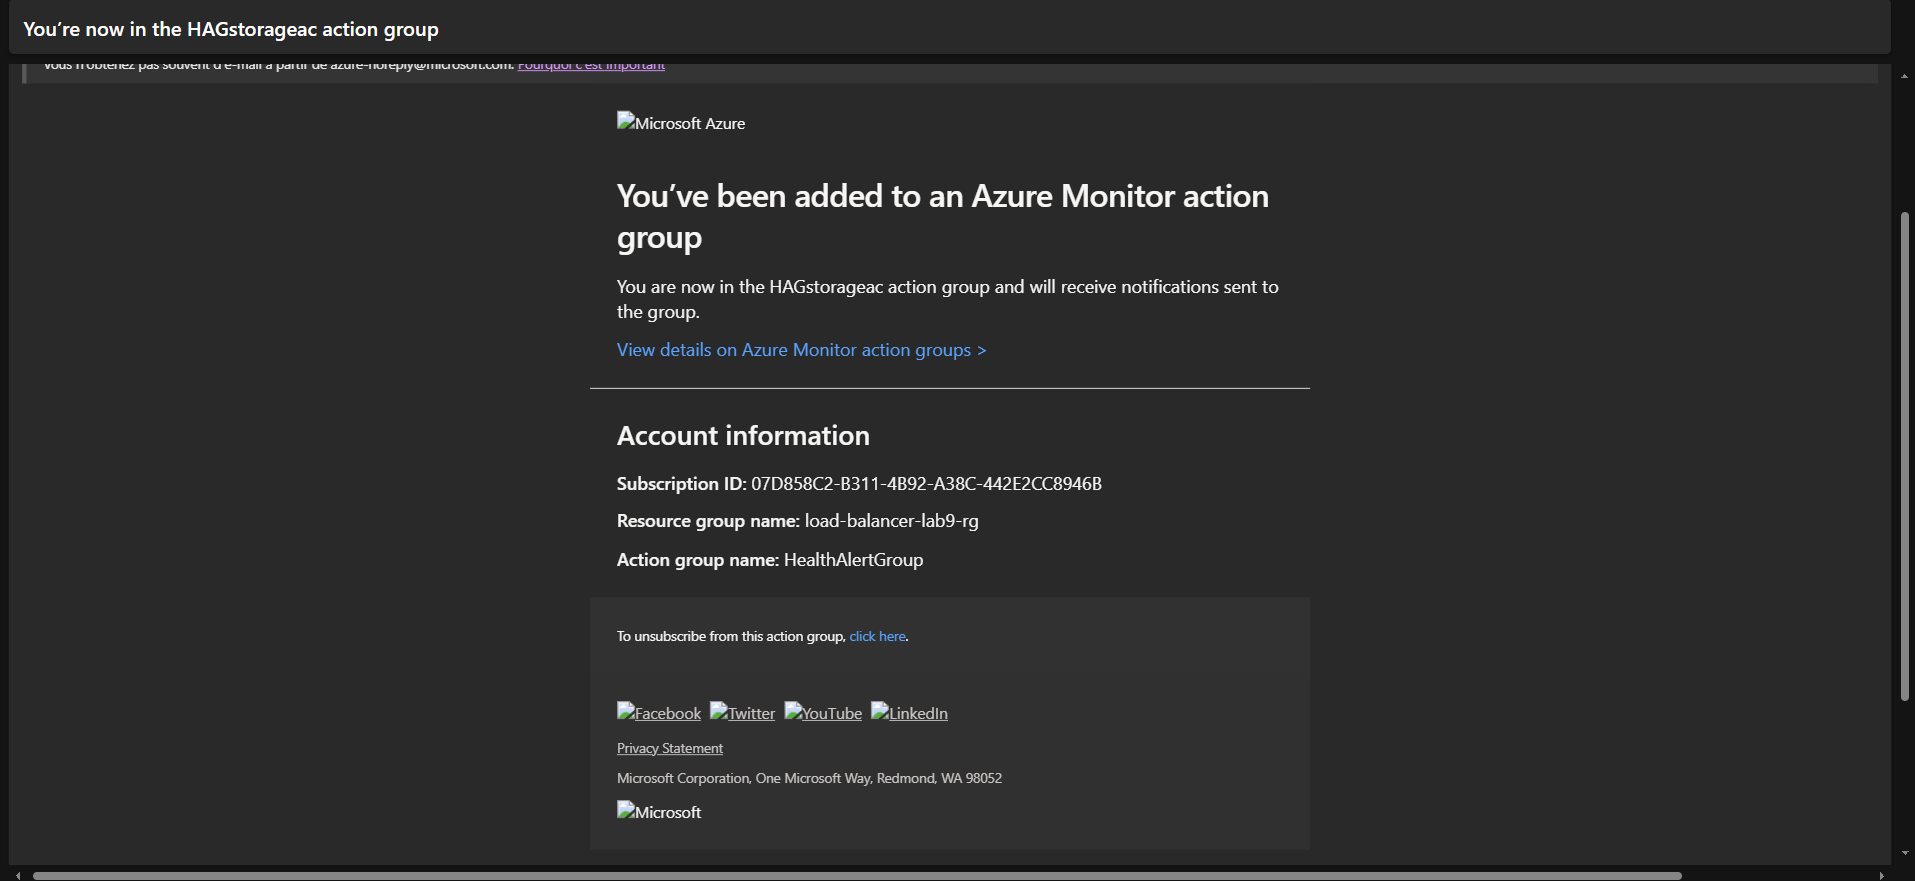 You’re now in the HAGstorageac action group
Vous n'obtenez pas souvent d'e-mail à partir de azure-noreply@microsoft.com. Pourquoi c'est important
Microsoft Azure
You’ve been added to an Azure Monitor action
group
You are now in the HAGstorageac action group and will receive notifications sent to
the group.
View details on Azure Monitor action groups >
Account information
Subscription ID: 07D858C2-B311-4B92-A38C-442E2CC8946B
Resource group name: load-balancer-lab9-rg
Action group name: HealthAlertGroup
To unsubscribe from this action group, click here.
Facebook Twitter YouTube LinkedIn
Privacy Statement
Microsoft Corporation, One Microsoft Way, Redmond, WA 98052
Microsoft